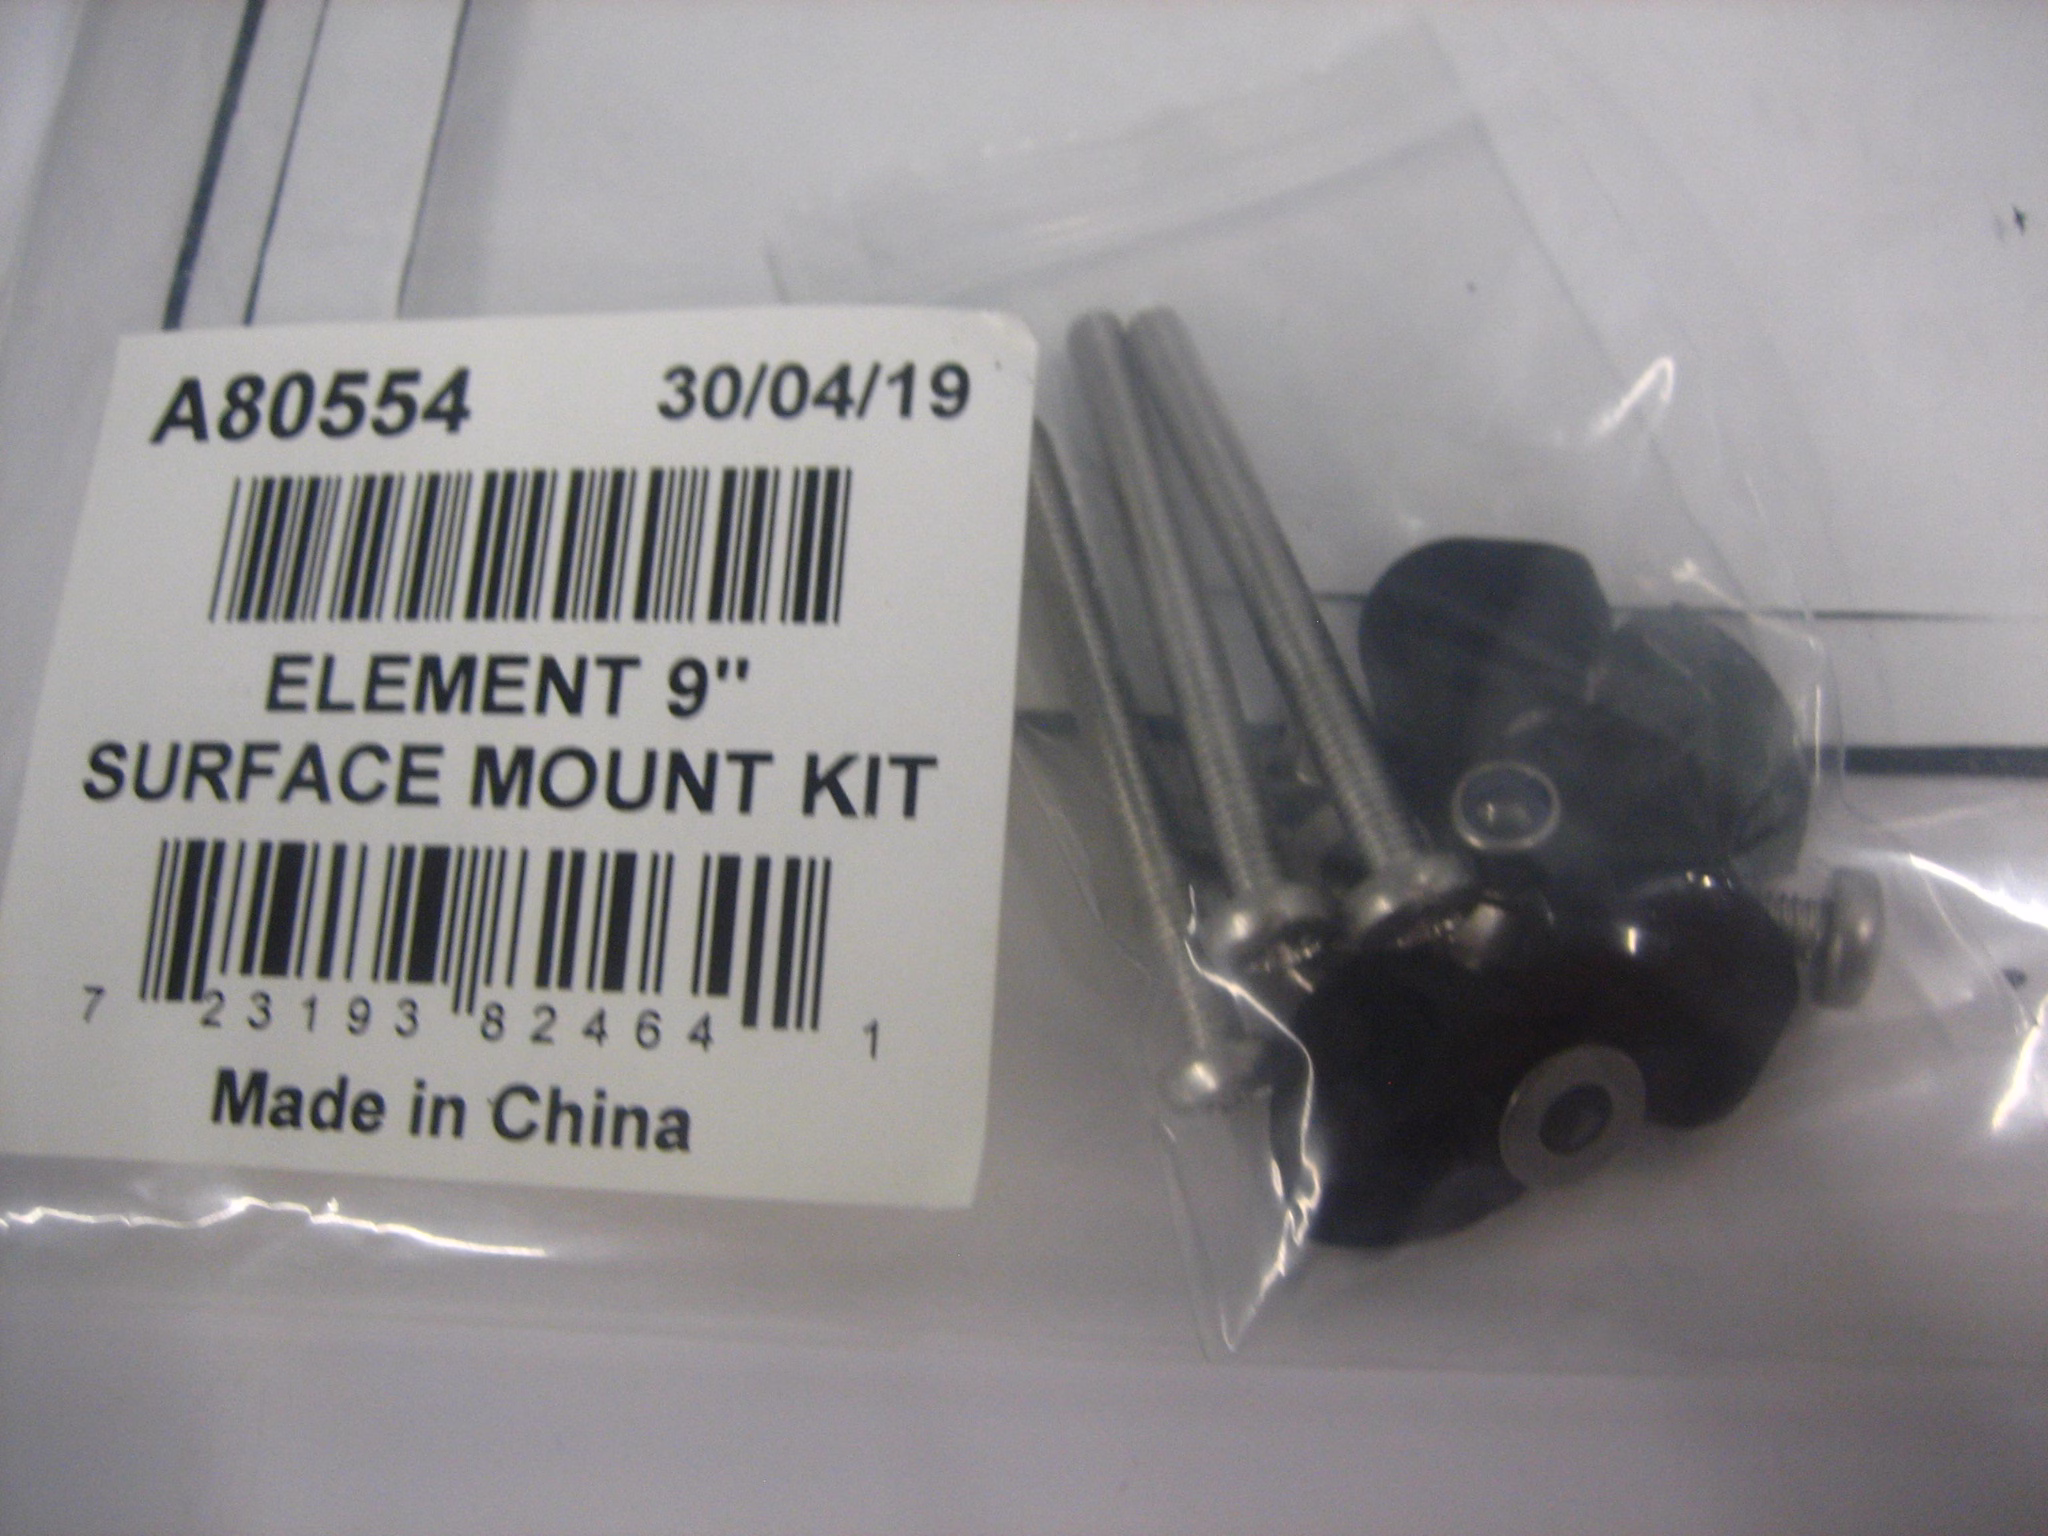 A80554 30/04/19
ELEMENT 9"
SURFACE MOUNT KIT
7 23193 82464 1
Made in China